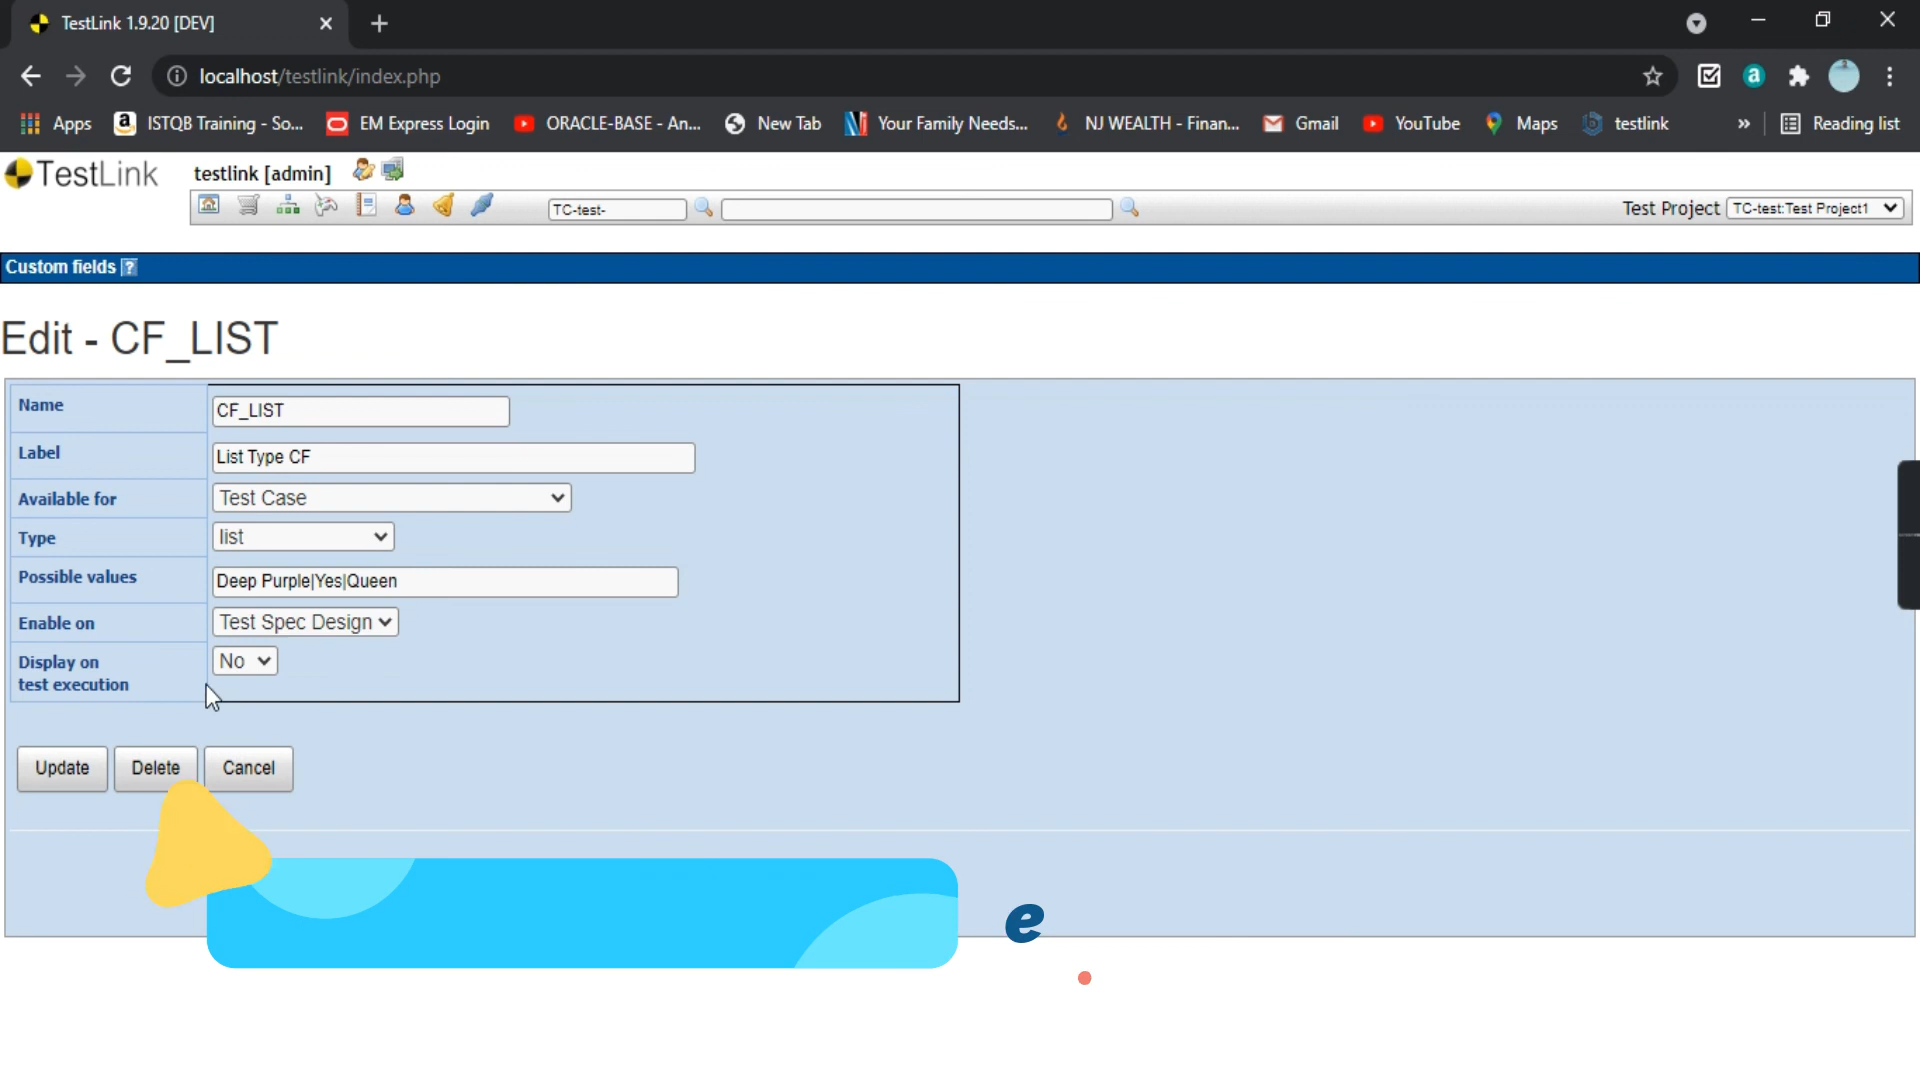 TestLink 1.9.20 [DEV]
localhost/testlink/index.php
Apps
ISTQB Training - So...
EM Express Login
ORACLE-BASE - An...
New Tab
Your Family Needs...
NJ WEALTH - Finan...
Gmail
YouTube
Maps
testlink
»
Reading list
TestLink
testlink [admin]
TC-test-
Test Project
TC-test:Test Project1
Custom fields ?
Edit - CF_LIST
Name
CF_LIST
Label
List Type CF
Available for
Test Case
Type
list
Possible values
Deep Purple|Yes|Queen
Enable on
Test Spec Design
Display on
test execution
No
Update
Delete
Cancel
e